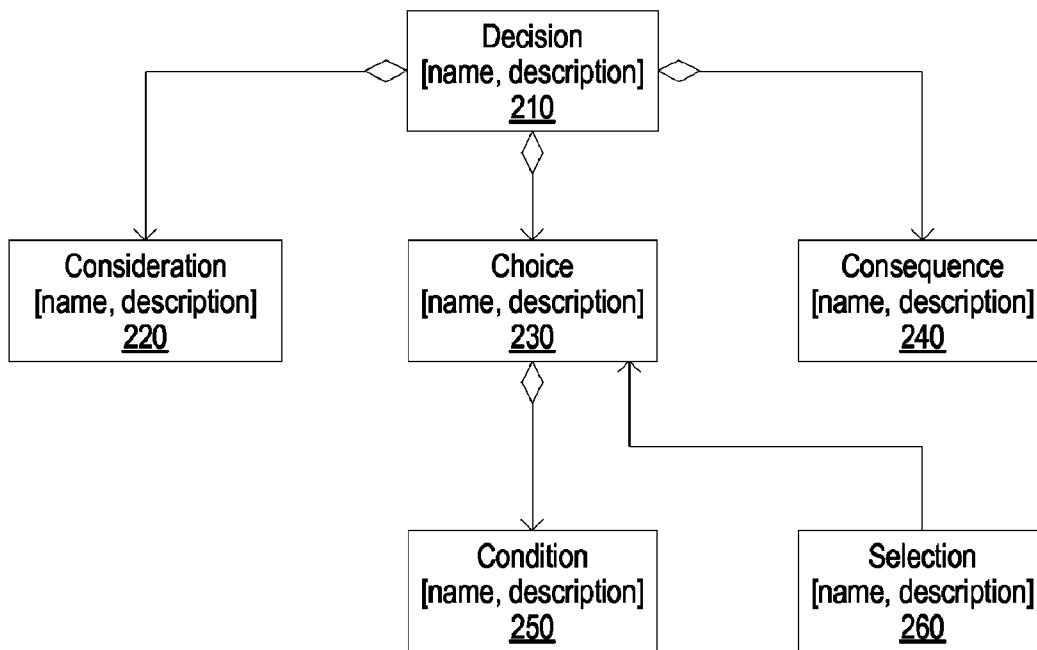 Decision
[name, description]
210
Consideration
[name, description]
220
Choice
[name, description]
230
Consequence
[name, description]
240
Condition
[name, description]
250
Selection
[name, description]
260